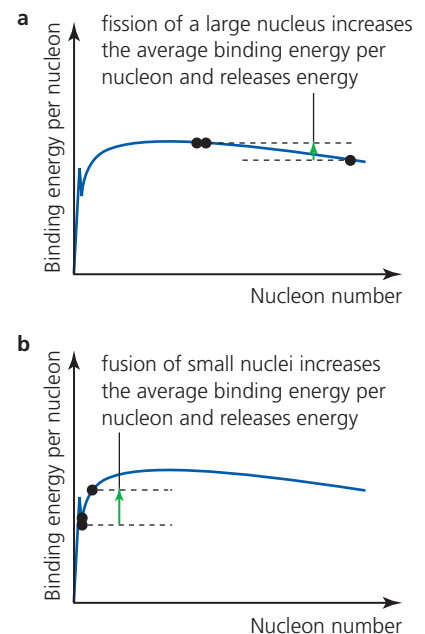 a
fission of a large nucleus increases
the average binding energy per
nucleon and releases energy
Binding energy per nucleon
Nucleon number
b
fusion of small nuclei increases
the average binding energy per
nucleon and releases energy
Binding energy per nucleon
Nucleon number